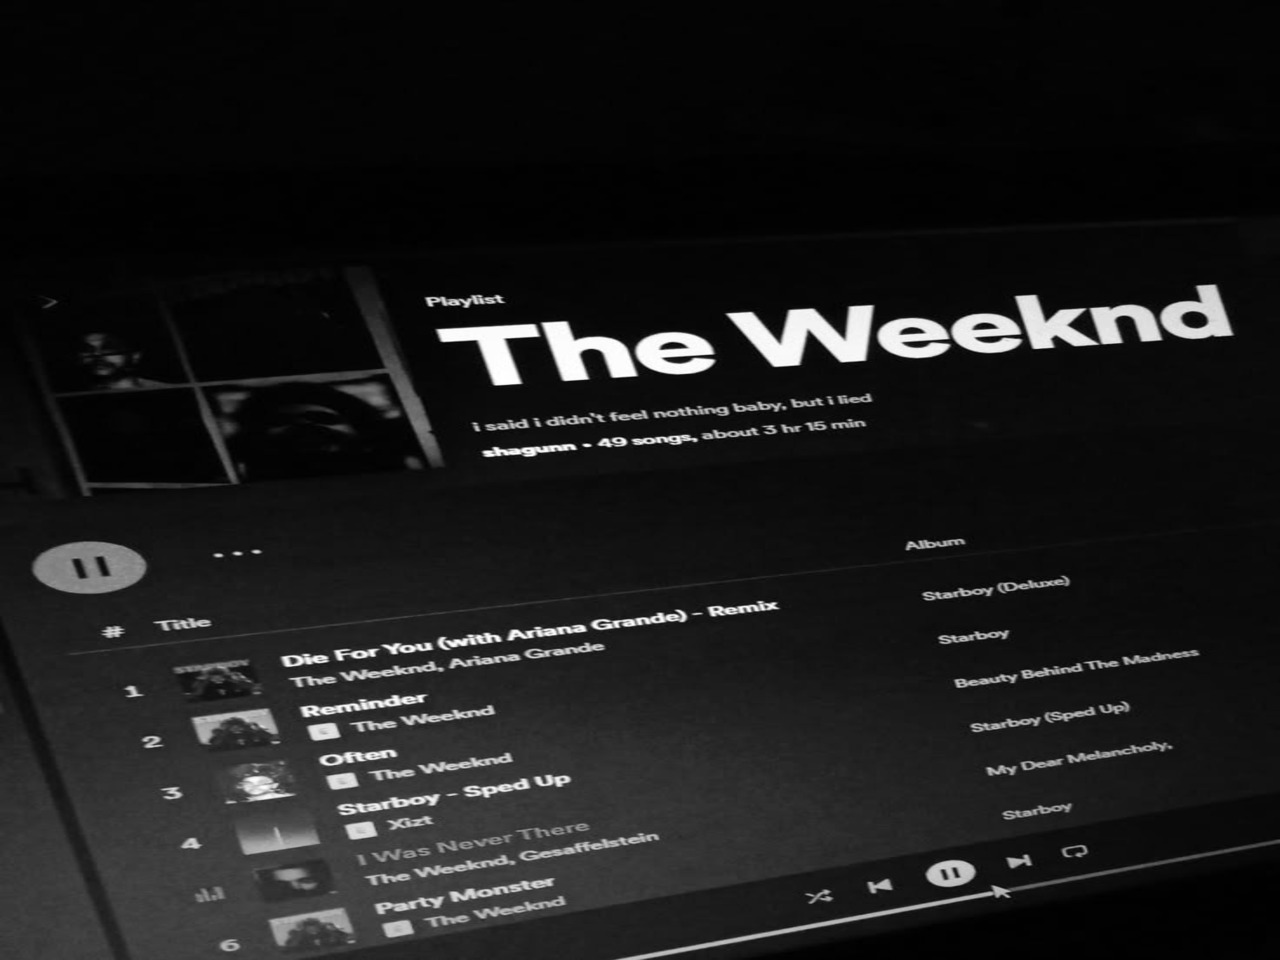 Playlist
The Weeknd
i said i didn't feel nothing baby, but i lied
shagunn • 49 songs, about 3 hr 15 min
# Title Album
1 Die For You (with Ariana Grande) - Remix Starboy (Deluxe)
The Weeknd, Ariana Grande
2 Reminder Starboy
E The Weeknd
3 Often Beauty Behind The Madness
E The Weeknd
4 Starboy - Sped Up Starboy (Sped Up)
E Xizt
I Was Never There My Dear Melancholy,
The Weeknd, Gesaffelstein
6 Party Monster Starboy
E The Weeknd